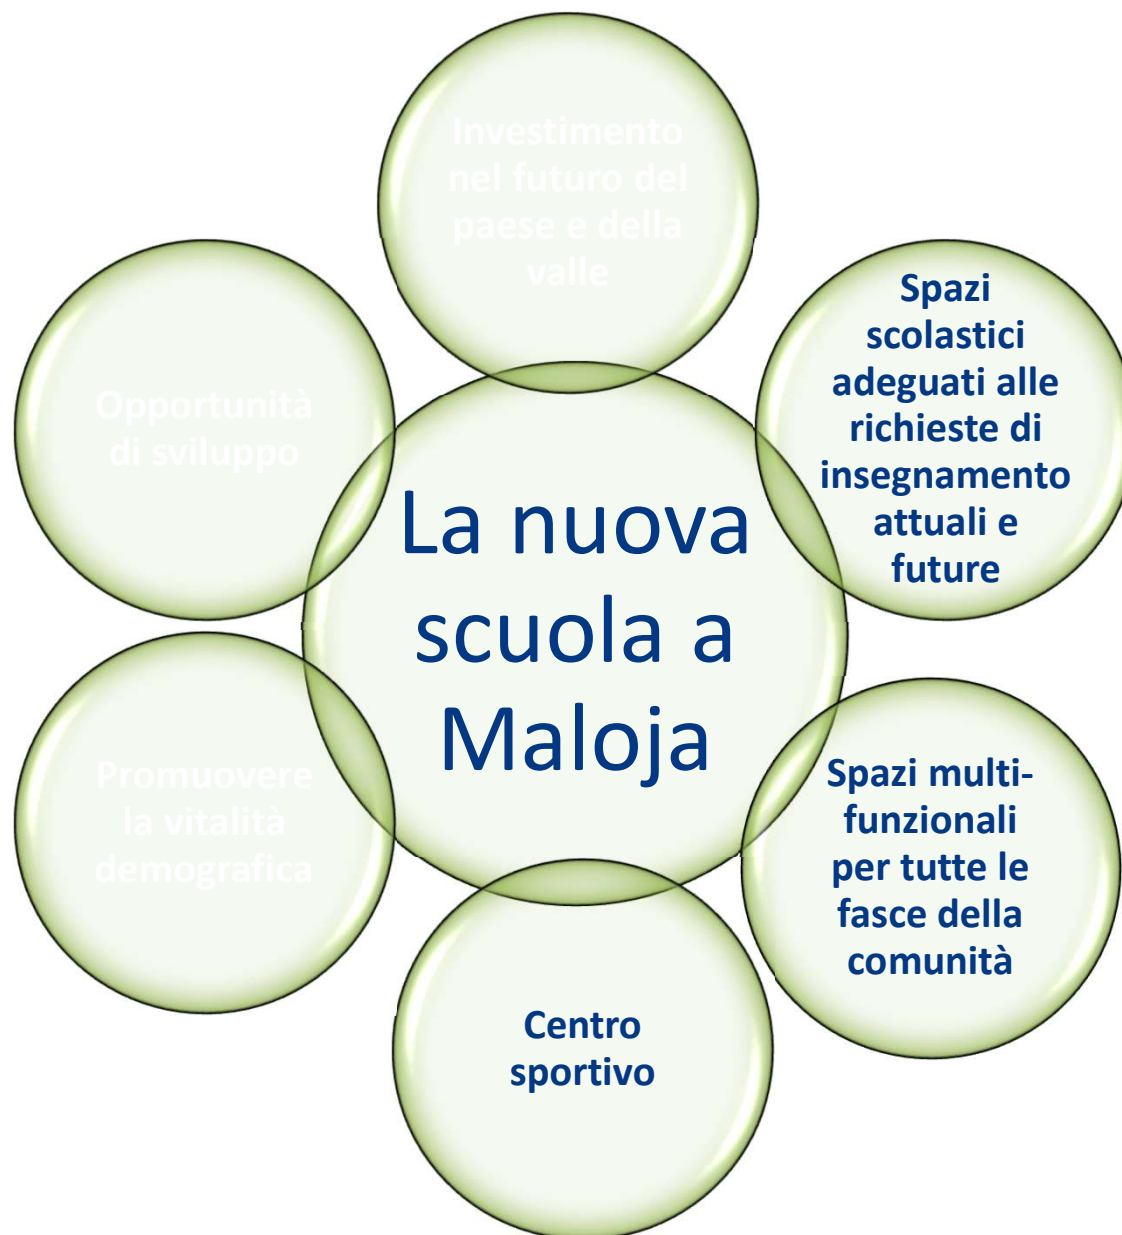 Investimento
nel futuro del
paese e della
valle
Spazi
scolastici
adeguati alle
richieste di
insegnamento
attuali e
future
Spazi multi-
funzionali
per tutte le
fasce della
comunità
Centro
sportivo
Promuovere
la vitalità
demografica
Opportunità
di sviluppo
La nuova
scuola a
Maloja